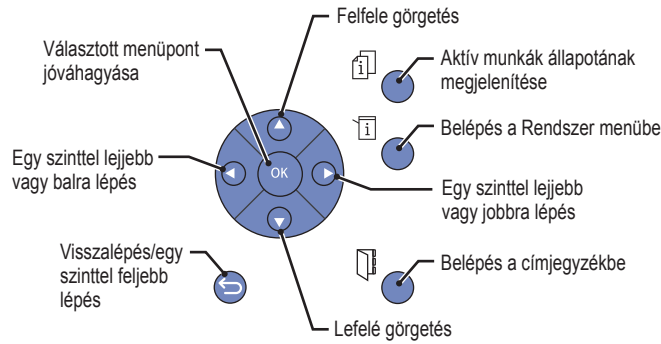 Felfele görgetés
Választott menüpont
jóváhagyása
Aktív munkák állapotának
megjelenítése
Belépés a Rendszer menübe
Egy szinttel lejjebb
vagy balra lépés
OK
Egy szinttel lejjebb
vagy jobbra lépés
Visszalépés/egy
szinttel feljebb
lépés
Belépés a címjegyzékbe
Lefelé görgetés